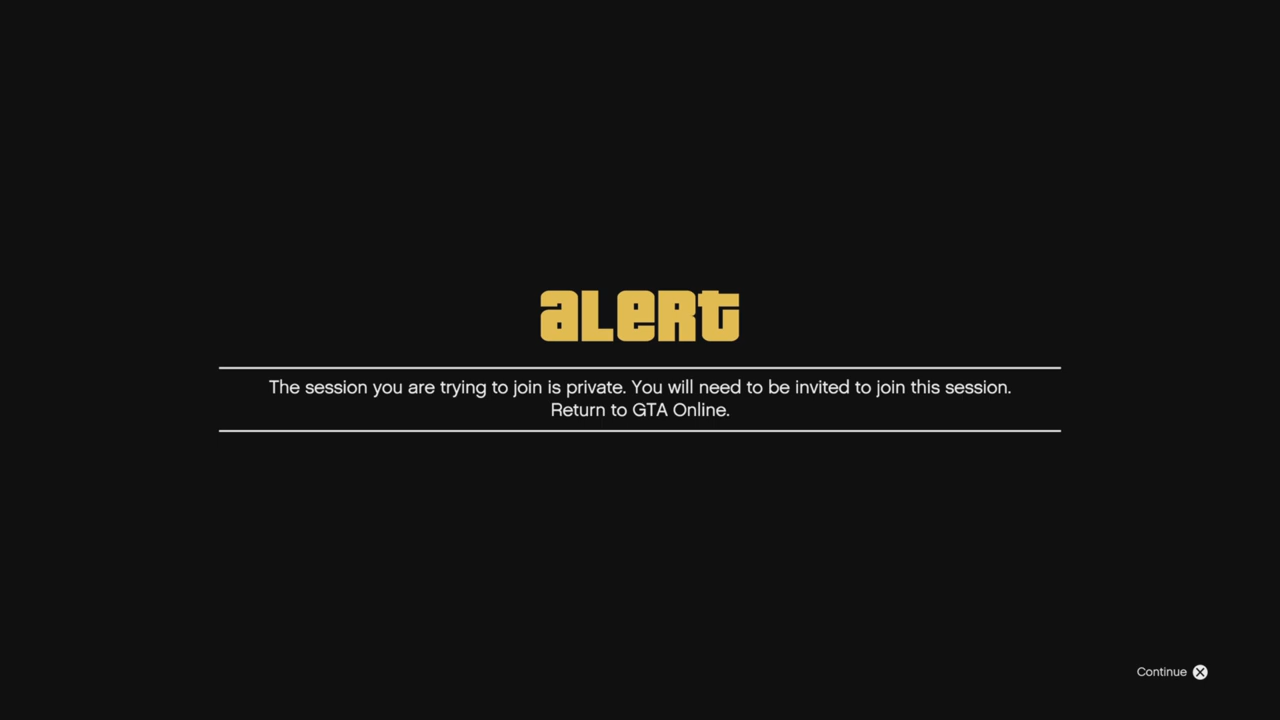 aLeRt
The session you are trying to join is private. You will need to be invited to join this session.
Return to GTA Online.
Continue